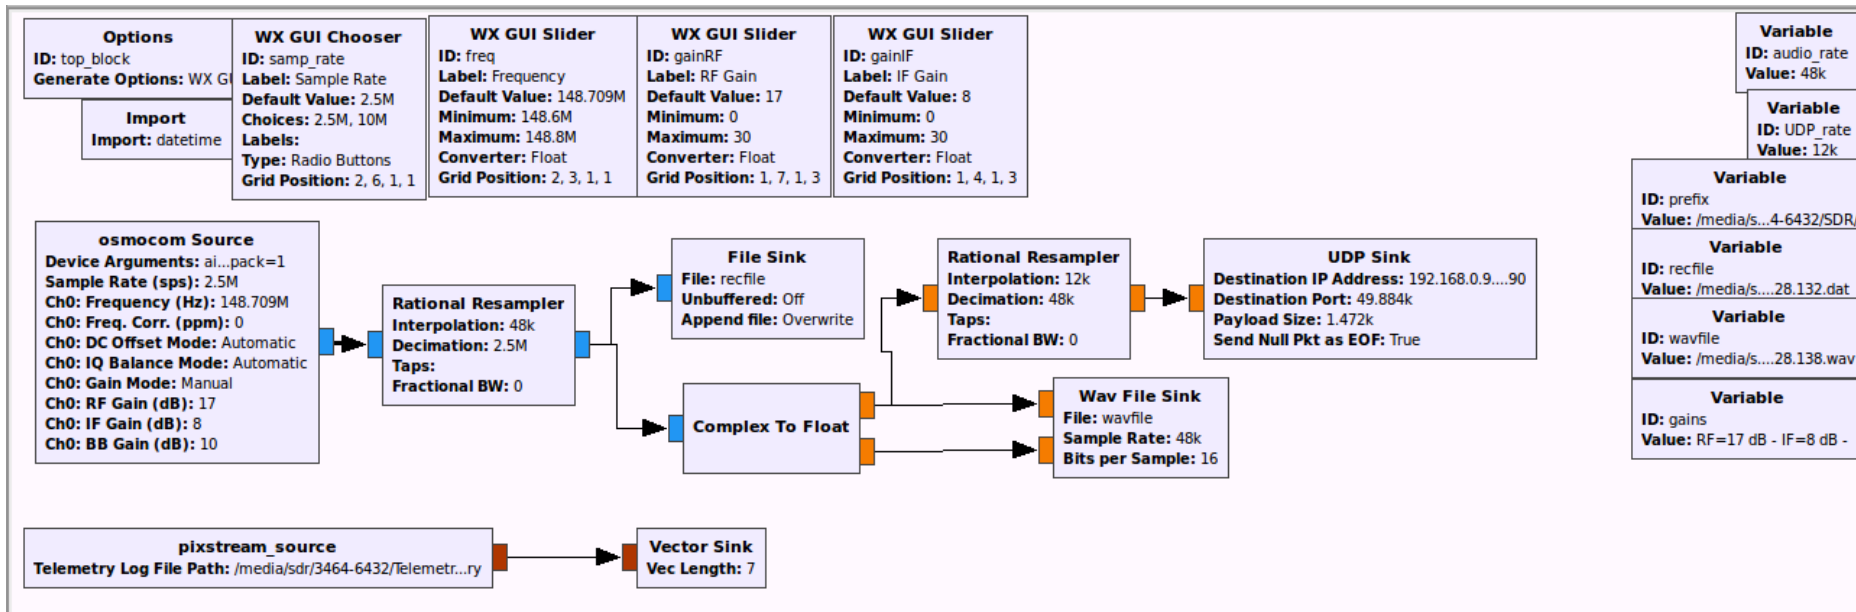 Options
ID: top_block
Generate Options: WX GU
Import
Import: datetime
WX GUI Chooser
ID: samp_rate
Label: Sample Rate
Default Value: 2.5M
Choices: 2.5M, 10M
Labels:
Type: Radio Buttons
Grid Position: 2, 6, 1, 1
WX GUI Slider
ID: freq
Label: Frequency
Default Value: 148.709M
Minimum: 148.6M
Maximum: 148.8M
Converter: Float
Grid Position: 2, 3, 1, 1
WX GUI Slider
ID: gainRF
Label: RF Gain
Default Value: 17
Minimum: 0
Maximum: 30
Converter: Float
Grid Position: 1, 7, 1, 3
WX GUI Slider
ID: gainIF
Label: IF Gain
Default Value: 8
Minimum: 0
Maximum: 30
Converter: Float
Grid Position: 1, 4, 1, 3
Variable
ID: audio_rate
Value: 48k
Variable
ID: UDP_rate
Value: 12k
Variable
ID: prefix
Value: /media/s...4-6432/SDR/
Variable
ID: recfile
Value: /media/s....28.132.dat
Variable
ID: wavfile
Value: /media/s....28.138.wav
Variable
ID: gains
Value: RF=17 dB - IF=8 dB -
osmocom Source
Device Arguments: ai...pack=1
Sample Rate (sps): 2.5M
Ch0: Frequency (Hz): 148.709M
Ch0: Freq. Corr. (ppm): 0
Ch0: DC Offset Mode: Automatic
Ch0: IQ Balance Mode: Automatic
Ch0: Gain Mode: Manual
Ch0: RF Gain (dB): 17
Ch0: IF Gain (dB): 8
Ch0: BB Gain (dB): 10
Rational Resampler
Interpolation: 48k
Decimation: 2.5M
Taps:
Fractional BW: 0
File Sink
File: recfile
Unbuffered: Off
Append file: Overwrite
Complex To Float
Rational Resampler
Interpolation: 12k
Decimation: 48k
Taps:
Fractional BW: 0
UDP Sink
Destination IP Address: 192.168.0.9....90
Destination Port: 49.884k
Payload Size: 1.472k
Send Null Pkt as EOF: True
Wav File Sink
File: wavfile
Sample Rate: 48k
Bits per Sample: 16
pixstream_source
Telemetry Log File Path: /media/sdr/3464-6432/Telemetr...ry
Vector Sink
Vec Length: 7